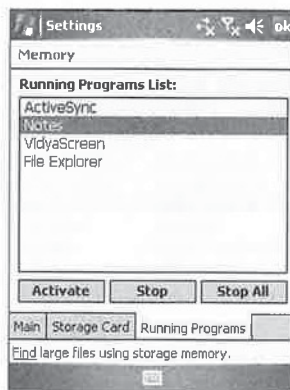 Settings ok
Memory
Running Programs List:
ActiveSync
Notes
VidyaScreen
File Explorer
Activate Stop Stop All
Main Storage Card Running Programs
Find large files using storage memory.